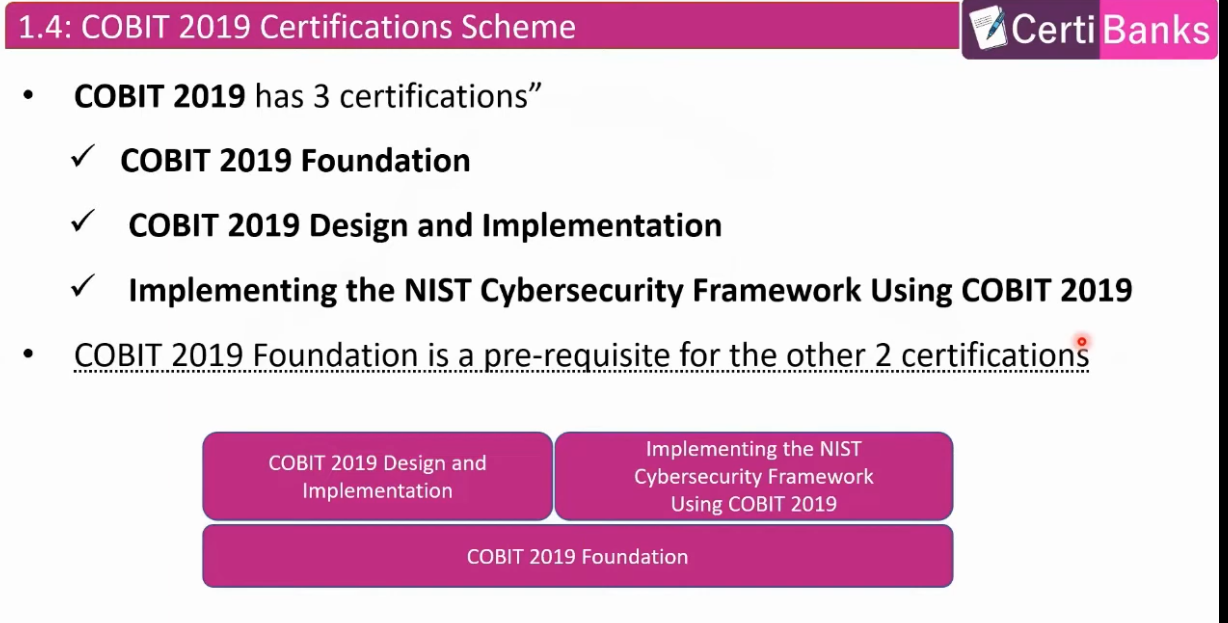 1.4: COBIT 2019 Certifications Scheme
CertiBanks
• COBIT 2019 has 3 certifications”
✓ COBIT 2019 Foundation
✓ COBIT 2019 Design and Implementation
✓ Implementing the NIST Cybersecurity Framework Using COBIT 2019
• COBIT 2019 Foundation is a pre-requisite for the other 2 certifications
COBIT 2019 Design and
Implementation
Implementing the NIST
Cybersecurity Framework
Using COBIT 2019
COBIT 2019 Foundation